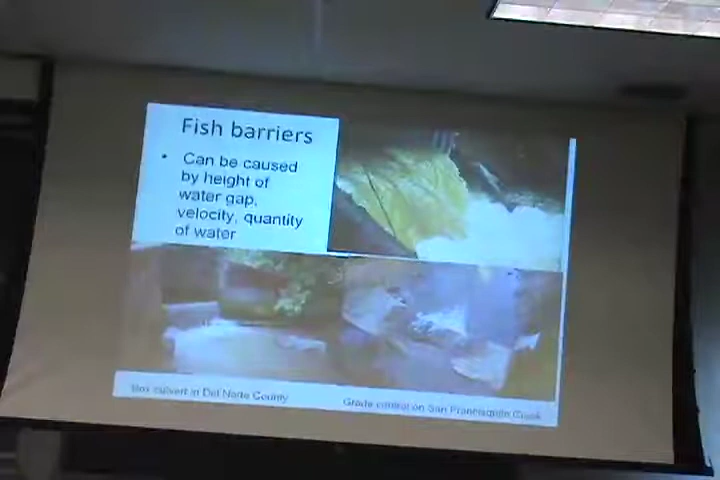 Fish barriers
• Can be caused
by height of
water gap,
velocity, quantity
of water
Box culvert in Del Norte County
Grade control on San Francisquito Creek